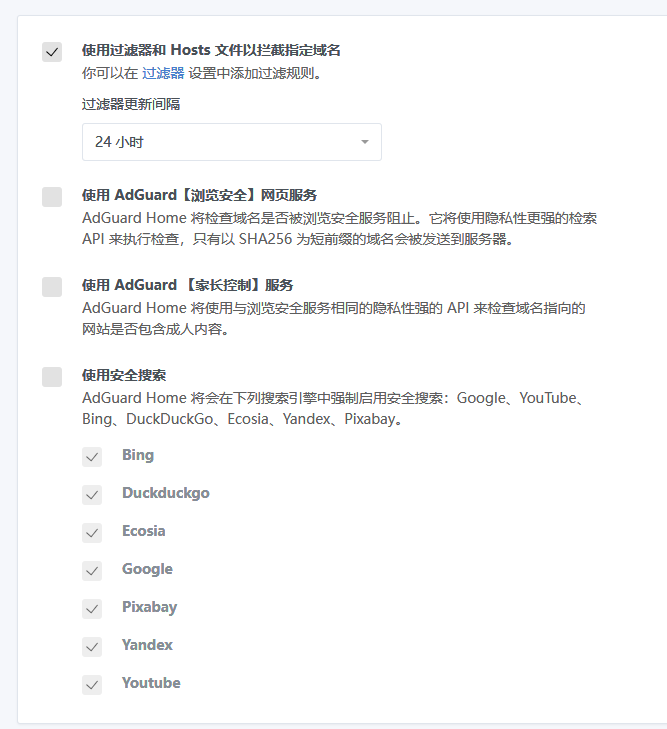 使用过滤器和 Hosts 文件以拦截指定域名
你可以在 过滤器 设置中添加过滤规则。
过滤器更新间隔
24 小时
使用 AdGuard【浏览安全】网页服务
AdGuard Home 将检查域名是否被浏览安全服务阻止。它将使用隐私性更强的检索
API 来执行检查，只有以 SHA256 为短前缀的域名会被发送到服务器。
使用 AdGuard 【家长控制】服务
AdGuard Home 将使用与浏览安全服务相同的隐私性强的 API 来检查域名指向的
网站是否包含成人内容。
使用安全搜索
AdGuard Home 将会在下列搜索引擎中强制启用安全搜索：Google、YouTube、
Bing、DuckDuckGo、Ecosia、Yandex、Pixabay。
Bing
Duckduckgo
Ecosia
Google
Pixabay
Yandex
Youtube